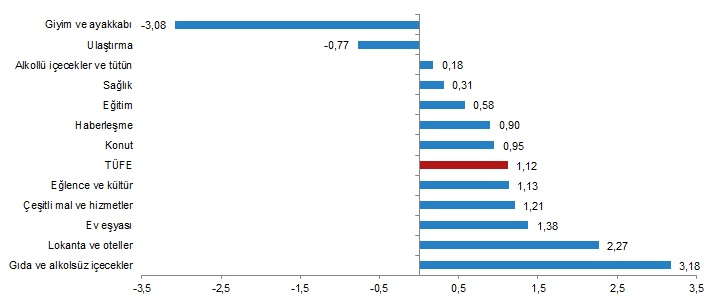 Giyim ve ayakkabı -3,08
Ulaştırma -0,77
Alkollü içecekler ve tütün 0,18
Sağlık 0,31
Eğitim 0,58
Haberleşme 0,90
Konut 0,95
TÜFE 1,12
Eğlence ve kültür 1,13
Çeşitli mal ve hizmetler 1,21
Ev eşyası 1,38
Lokanta ve oteller 2,27
Gıda ve alkolsüz içecekler 3,18
-3,5 -2,5 -1,5 -0,5 0,5 1,5 2,5 3,5